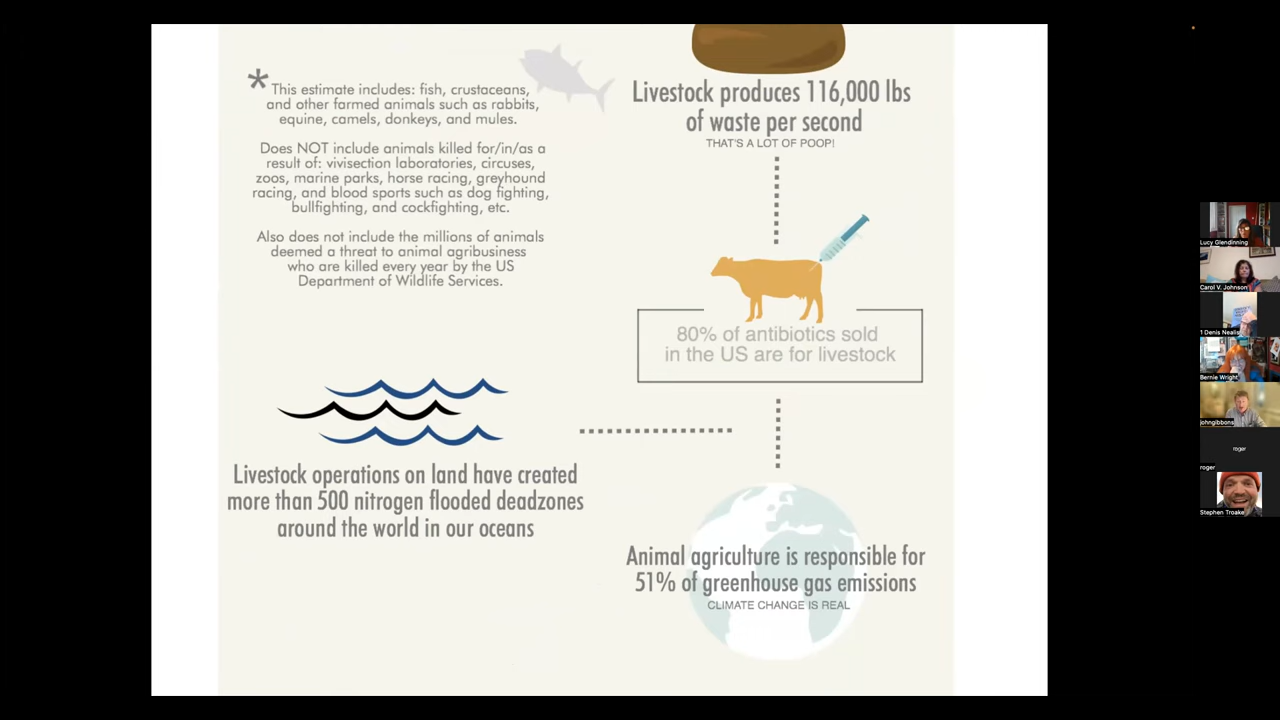 *
This estimate includes: fish, crustaceans,
and other farmed animals such as rabbits,
equine, camels, donkeys, and mules.
Does NOT include animals killed for/in/as a
result of: vivisection laboratories, circuses,
zoos, marine parks, horse racing, greyhound
racing, and blood sports such as dog fighting,
bullfighting, and cockfighting, etc.
Also does not include the millions of animals
deemed a threat to animal agribusiness
who are killed every year by the US
Department of Wildlife Services.
Livestock produces 116,000 lbs
of waste per second
THAT'S A LOT OF POOP!
80% of antibiotics sold
in the US are for livestock
Livestock operations on land have created
more than 500 nitrogen flooded deadzones
around the world in our oceans
Animal agriculture is responsible for
51% of greenhouse gas emissions
CLIMATE CHANGE IS REAL
Lucy Glendinning
Carol V. Johnson
1 Denis Nealis
Bernie Wright
johngibbons
roger
roger
Stephen Troake